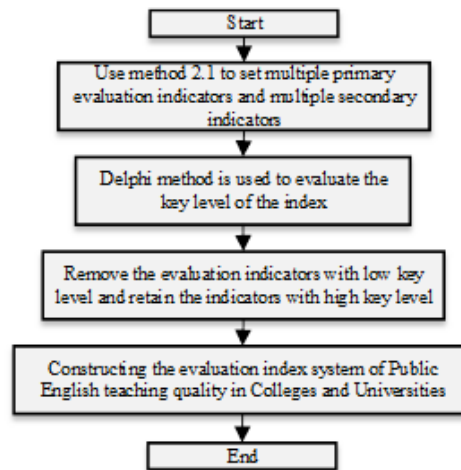 Start
Use method 2.1 to set multiple primary
evaluation indicators and multiple secondary
indicators
Delphi method is used to evaluate the
key level of the index
Remove the evaluation indicators with low key
level and retain the indicators with high key level
Constructing the evaluation index system of Public
English teaching quality in Colleges and Universities
End